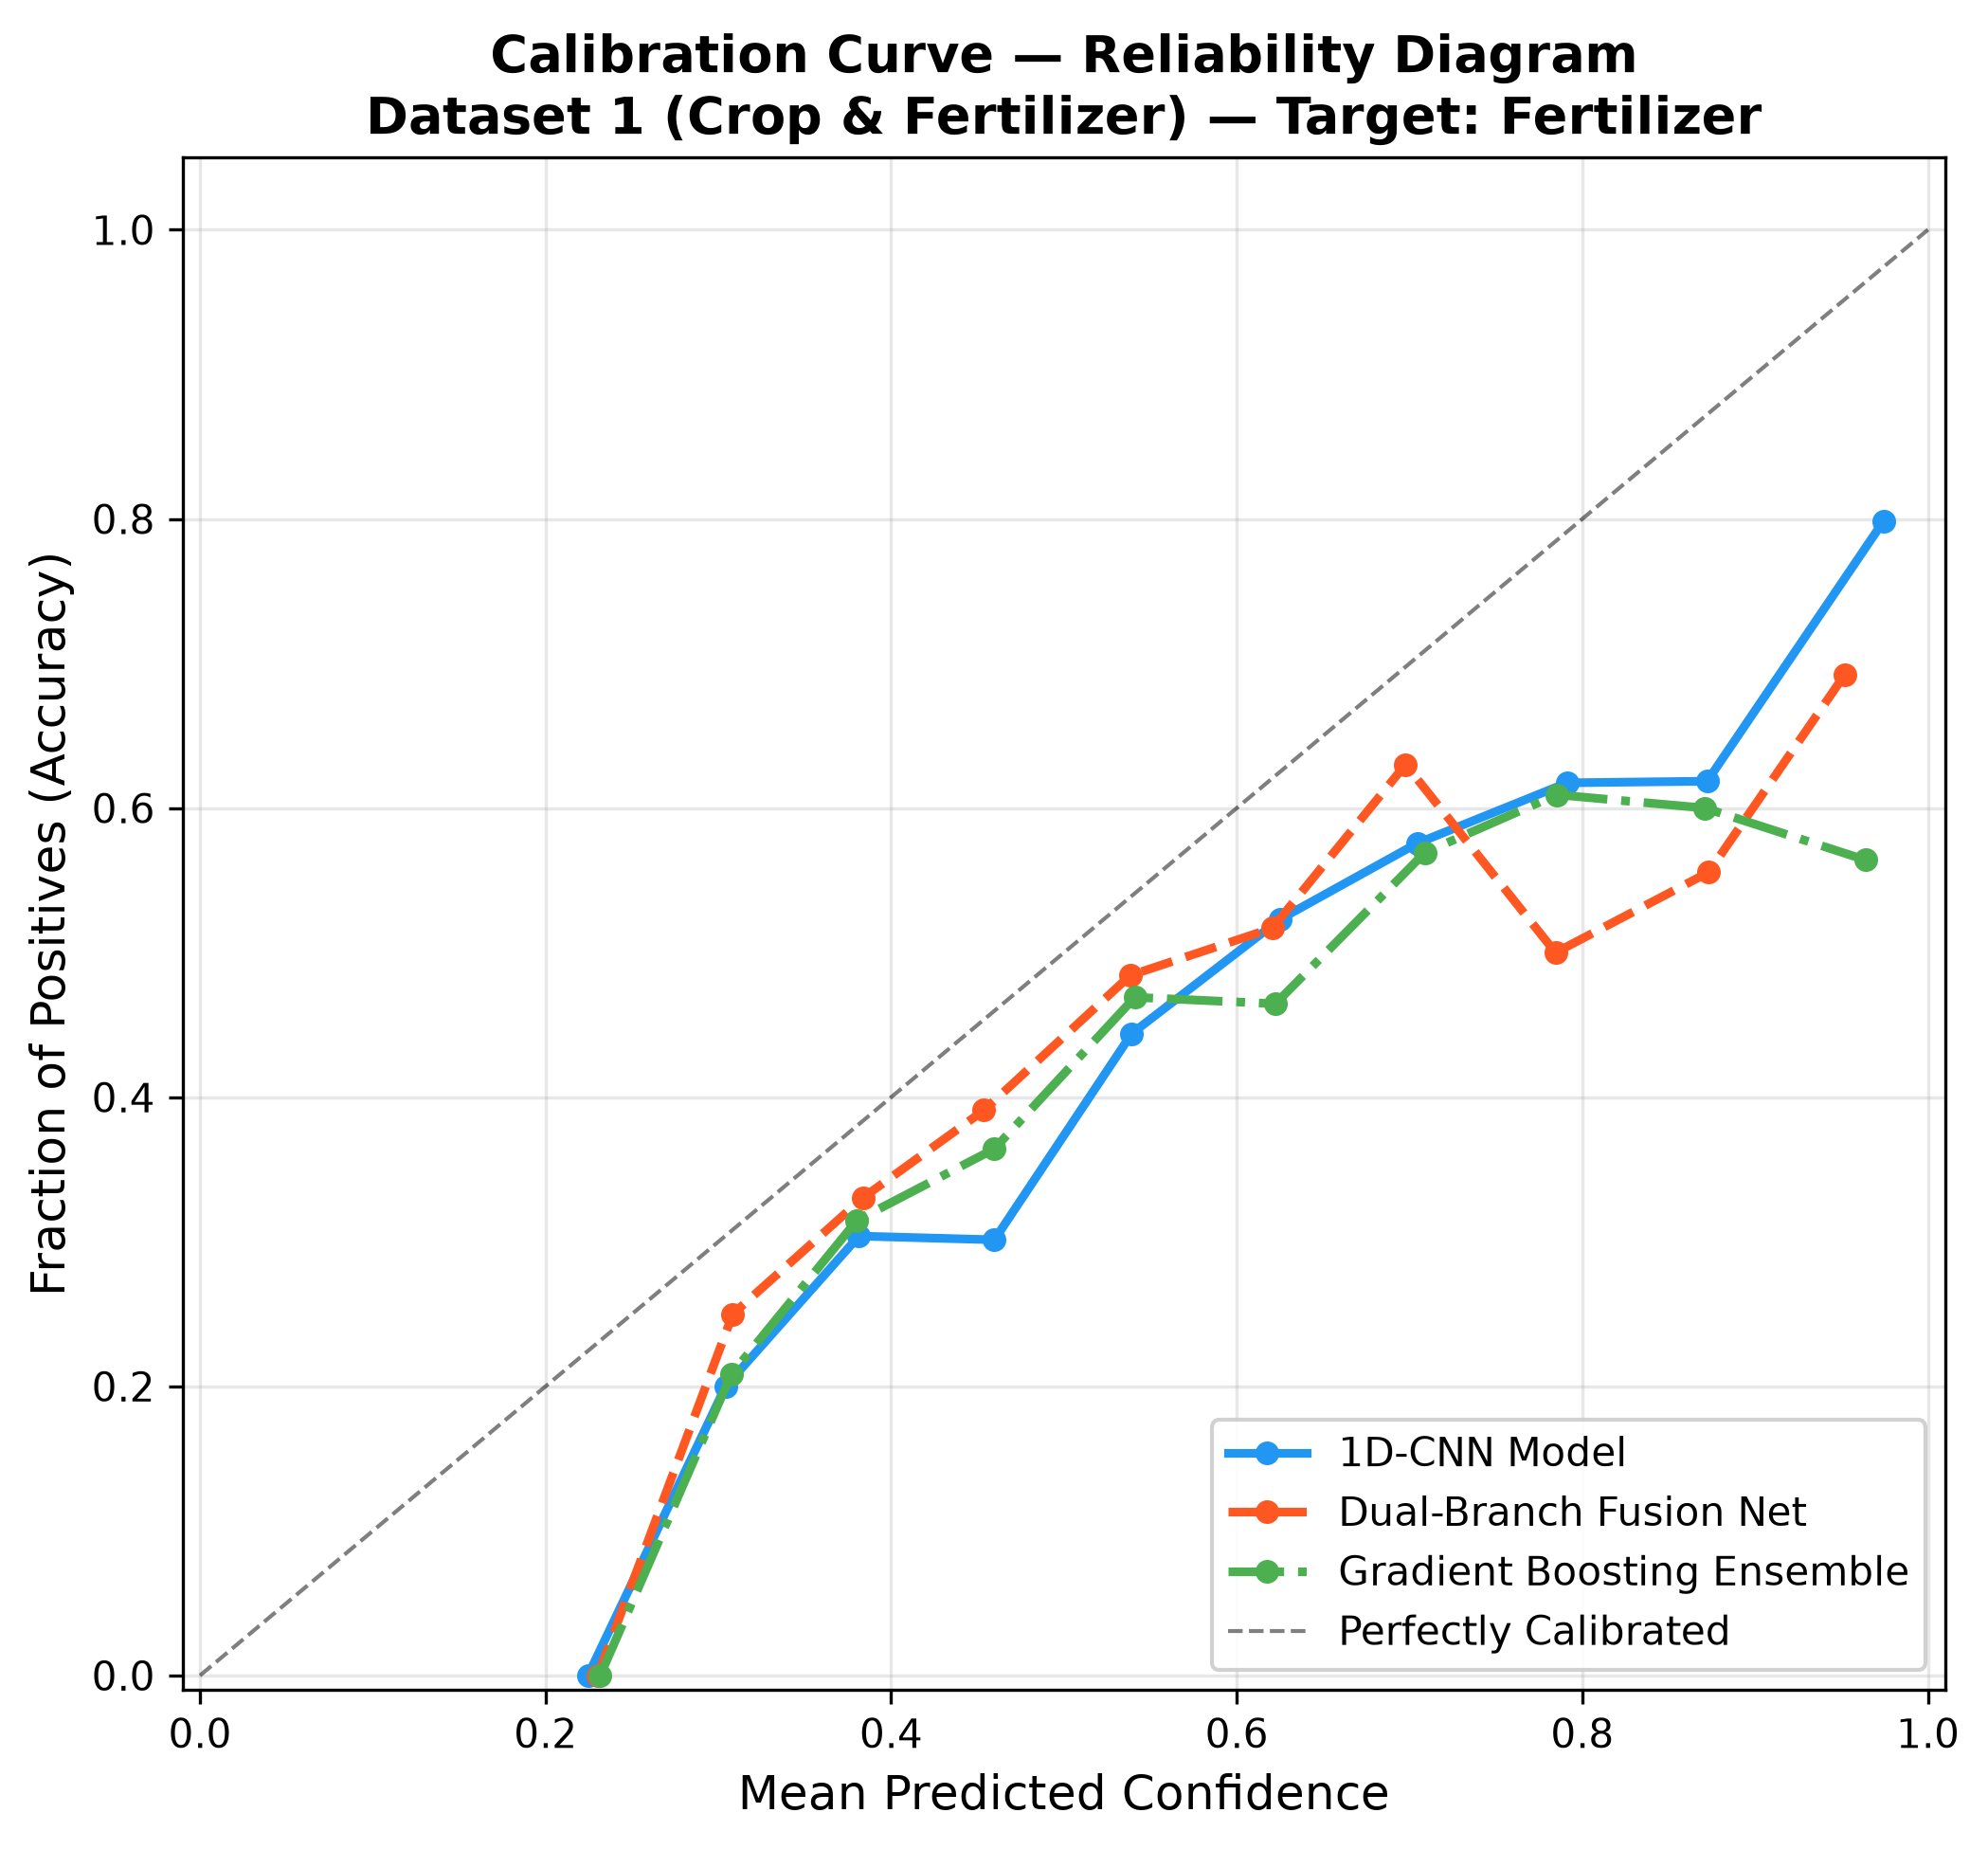 Calibration Curve — Reliability Diagram
Dataset 1 (Crop & Fertilizer) — Target: Fertilizer
Fraction of Positives (Accuracy)
1.0
0.8
0.6
0.4
0.2
0.0
0.0 0.2 0.4 0.6 0.8 1.0
Mean Predicted Confidence
1D-CNN Model
Dual-Branch Fusion Net
Gradient Boosting Ensemble
Perfectly Calibrated